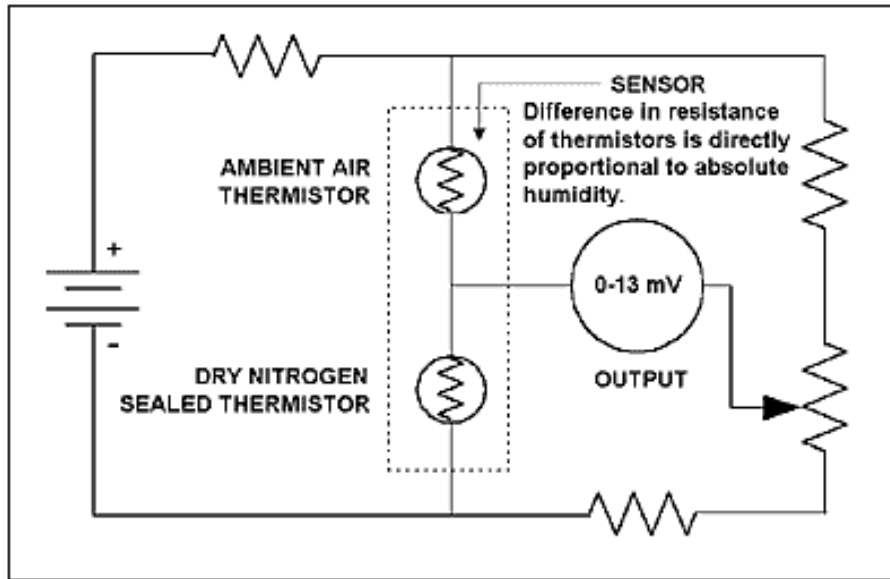 SENSOR
Difference in resistance
of thermistors is directly
proportional to absolute
humidity.
AMBIENT AIR
THERMISTOR
+
0-13 mV
-
DRY NITROGEN
SEALED THERMISTOR
OUTPUT